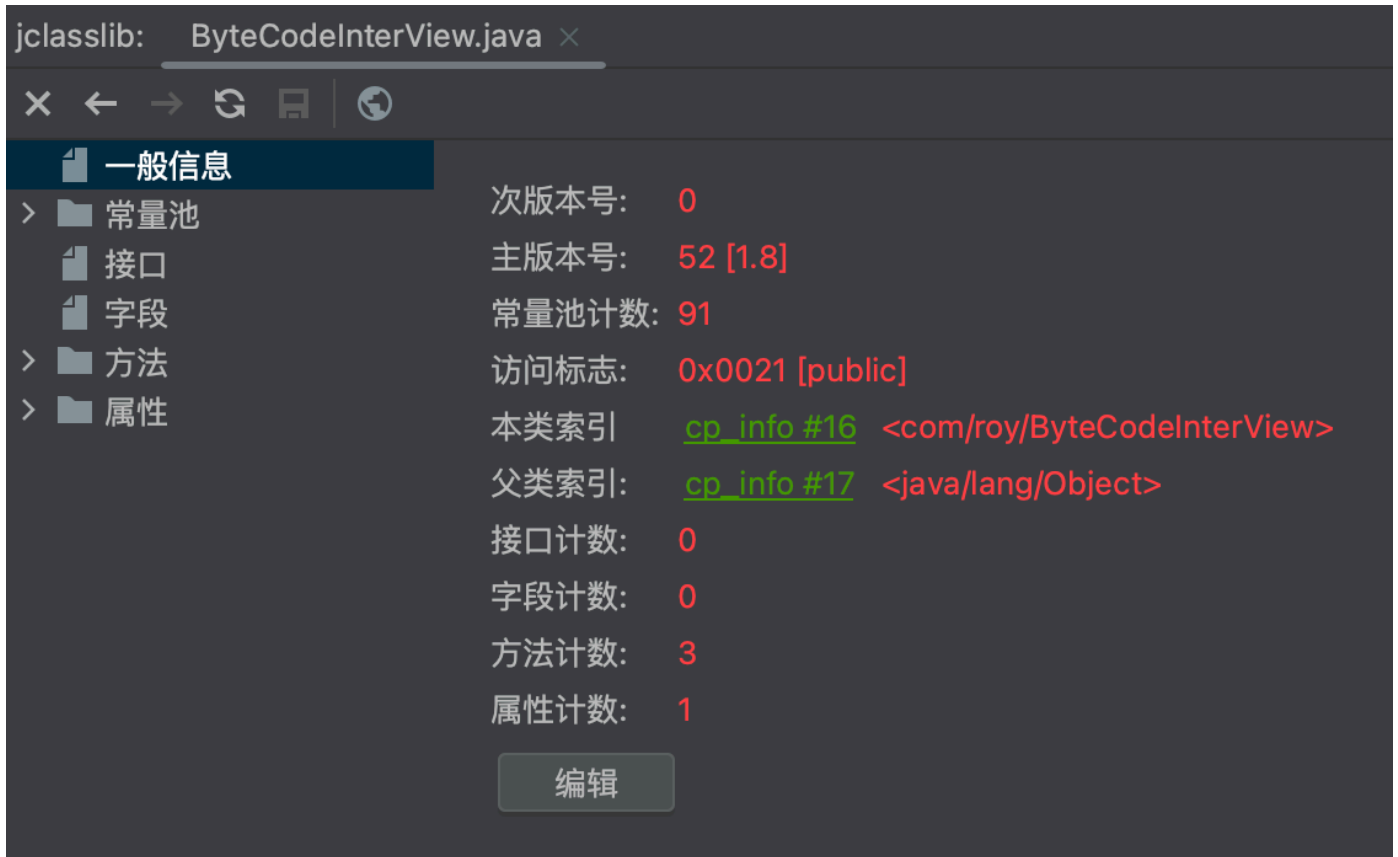 jclasslib: ByteCodeInterView.java
一般信息
常量池
接口
字段
方法
属性
次版本号: 0
主版本号: 52 [1.8]
常量池计数: 91
访问标志: 0x0021 [public]
本类索引 cp_info #16 <com/roy/ByteCodeInterView>
父类索引: cp_info #17 <java/lang/Object>
接口计数: 0
字段计数: 0
方法计数: 3
属性计数: 1
编辑